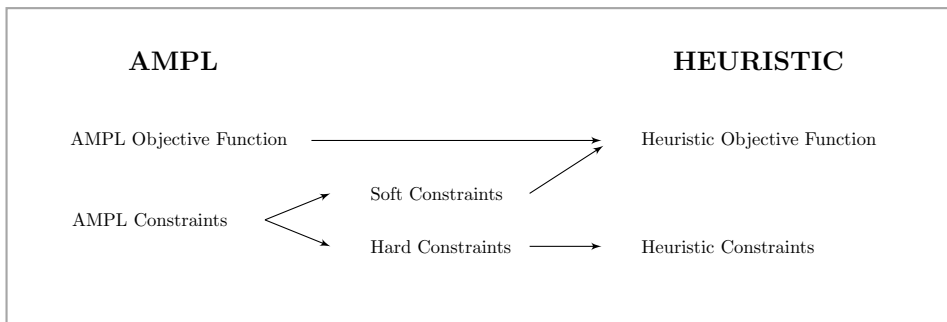 AMPL
HEURISTIC
AMPL Objective Function
Heuristic Objective Function
Soft Constraints
AMPL Constraints
Hard Constraints
Heuristic Constraints